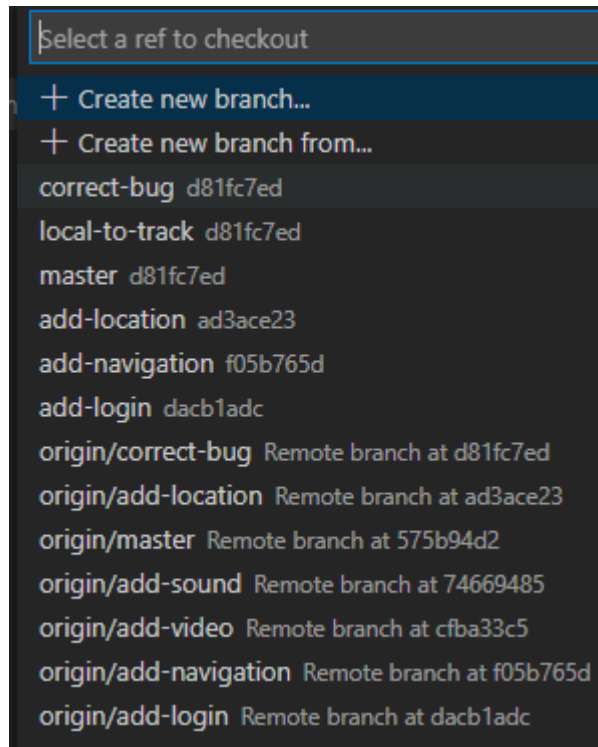 Select a ref to checkout
+ Create new branch...
+ Create new branch from...
correct-bug d81fc7ed
local-to-track d81fc7ed
master d81fc7ed
add-location ad3ace23
add-navigation f05b765d
add-login dacb1adc
origin/correct-bug Remote branch at d81fc7ed
origin/add-location Remote branch at ad3ace23
origin/master Remote branch at 575b94d2
origin/add-sound Remote branch at 74669485
origin/add-video Remote branch at cfba33c5
origin/add-navigation Remote branch at f05b765d
origin/add-login Remote branch at dacb1adc